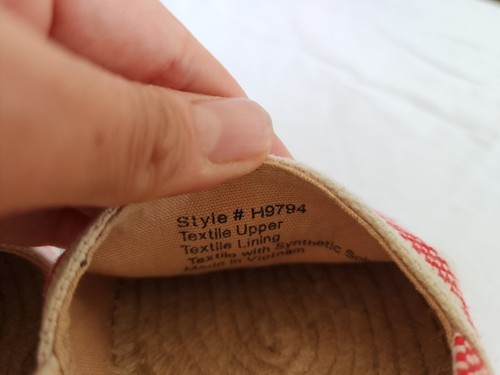 Style # H9794
Textile Upper
Textile Lining
Textile with Synthetic
Made in Vietnam